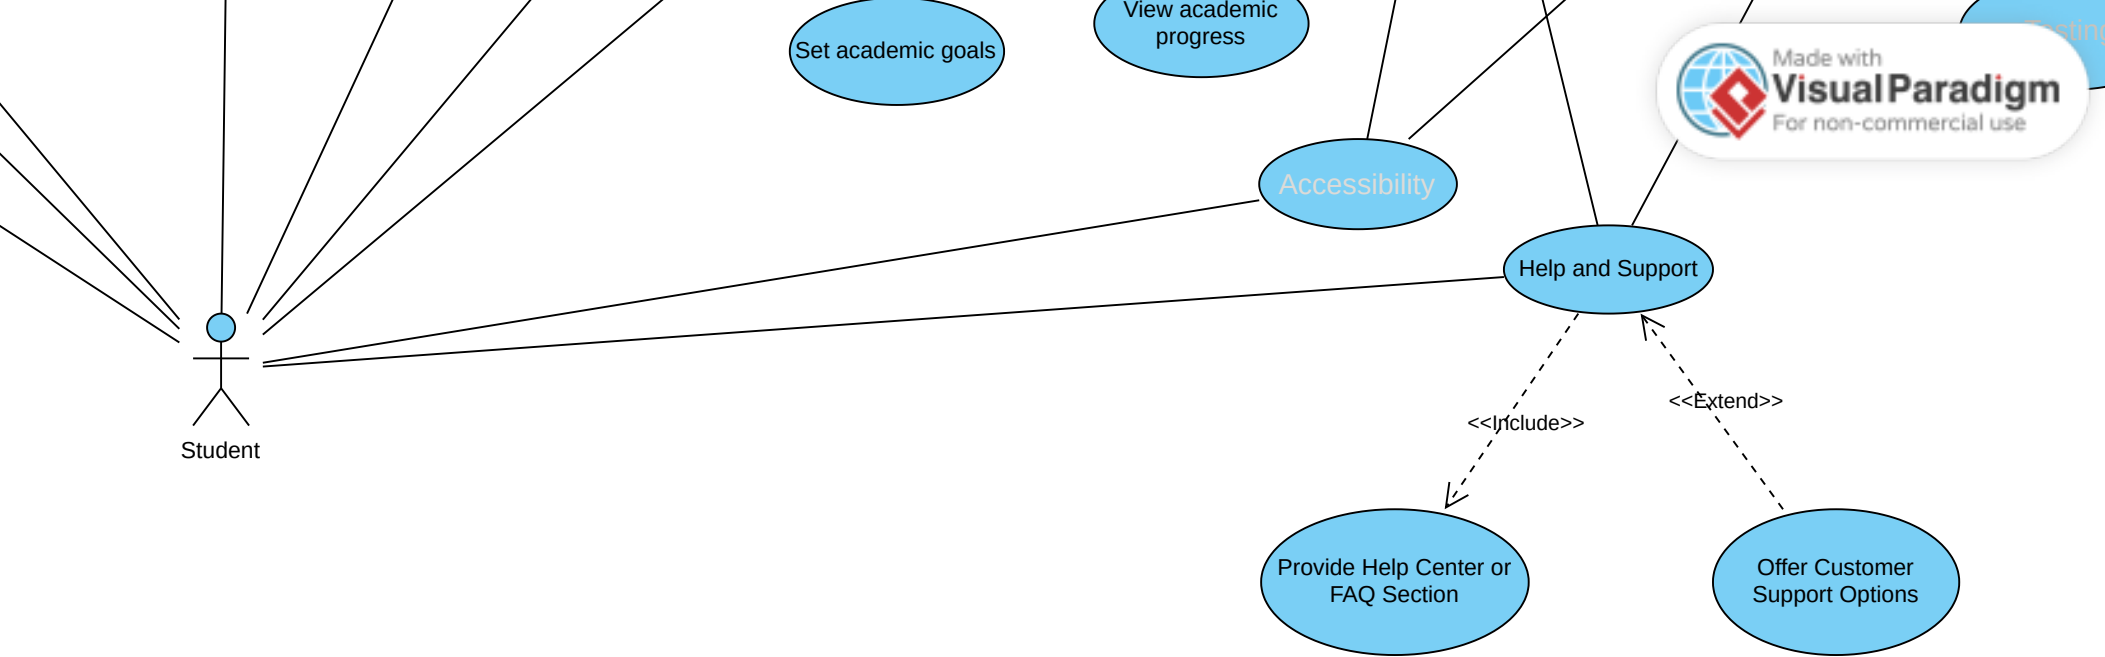 View academic
progress
Set academic goals
Made with
Visual Paradigm
For non-commercial use
Accessibility
Help and Support
<<Extend>>
<<Include>>
Student
Provide Help Center or
FAQ Section
Offer Customer
Support Options